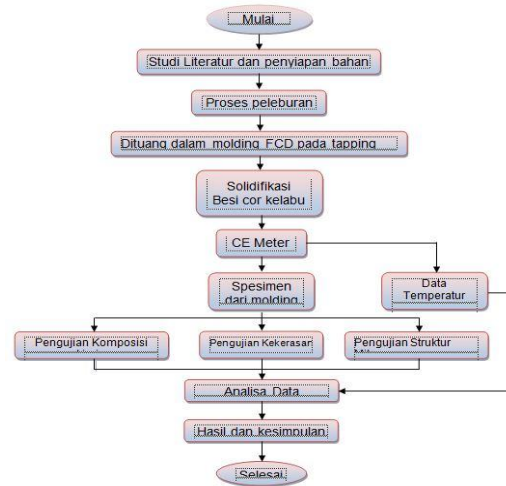 Mulai
Studi Literatur dan penyiapan bahan
Proses peleburan
Dituang dalam molding FCD pada tapping
Solidifikasi
Besi cor kelabu
CE Meter
Spesimen
dari molding
Data
Temperatur
Pengujian Komposisi
Pengujian Kekerasan
Pengujian Struktur
Analisa Data
Hasil dan kesimpulan
Selesai